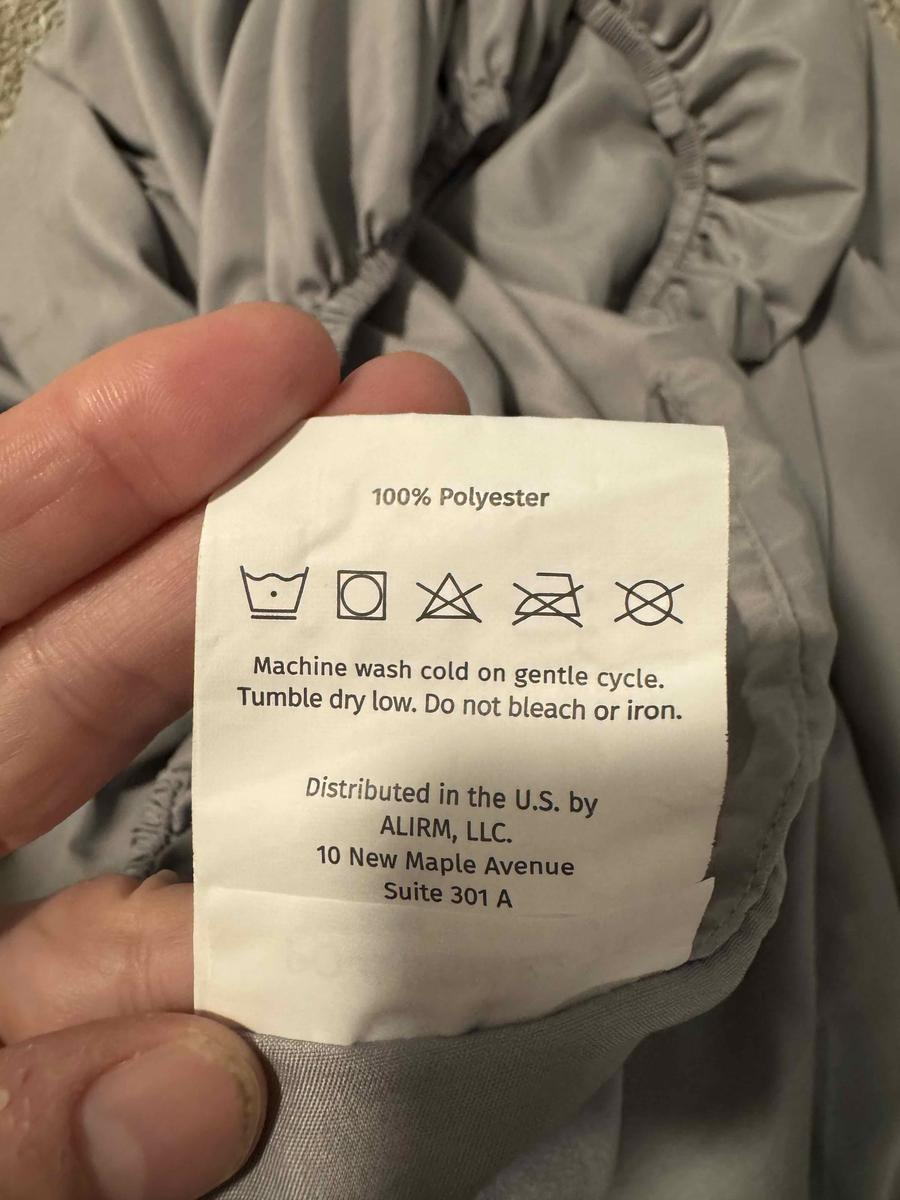 100% Polyester
Machine wash cold on gentle cycle.
Tumble dry low. Do not bleach or iron.
Distributed in the U.S. by
ALIRM, LLC.
10 New Maple Avenue
Suite 301 A